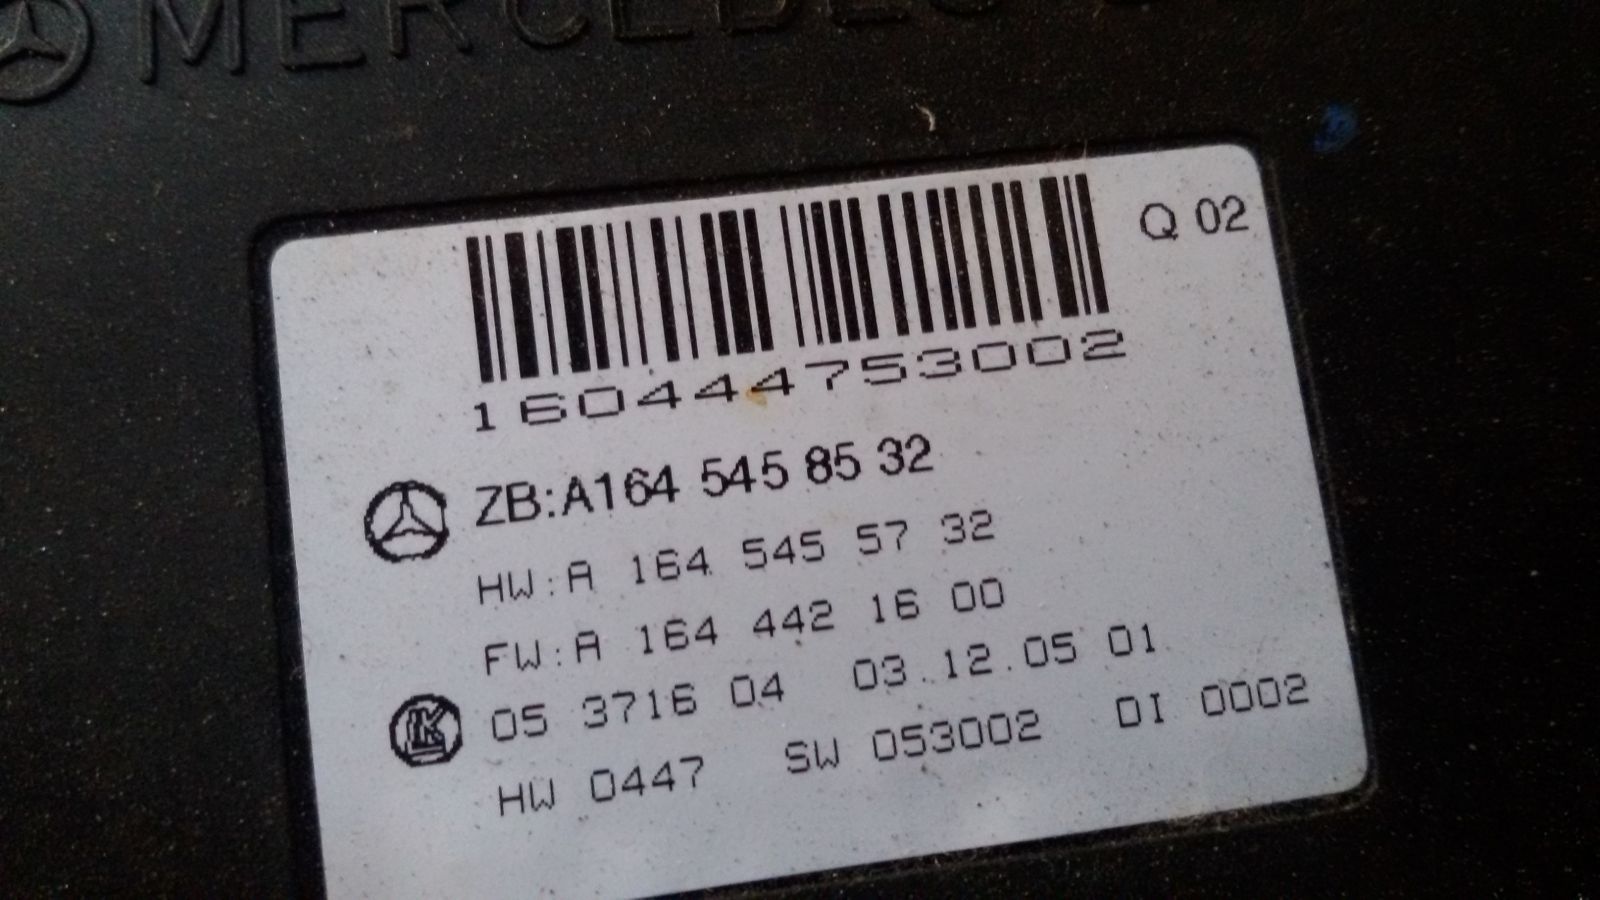 MERCEDES
Q 02
160444753002
ZB:A164 545 85 32
HW:A 164 545 57 32
FW:A 164 442 16 00
05 3716 04 03.12.05 01
HW 0447 SW 053002 DI 0002